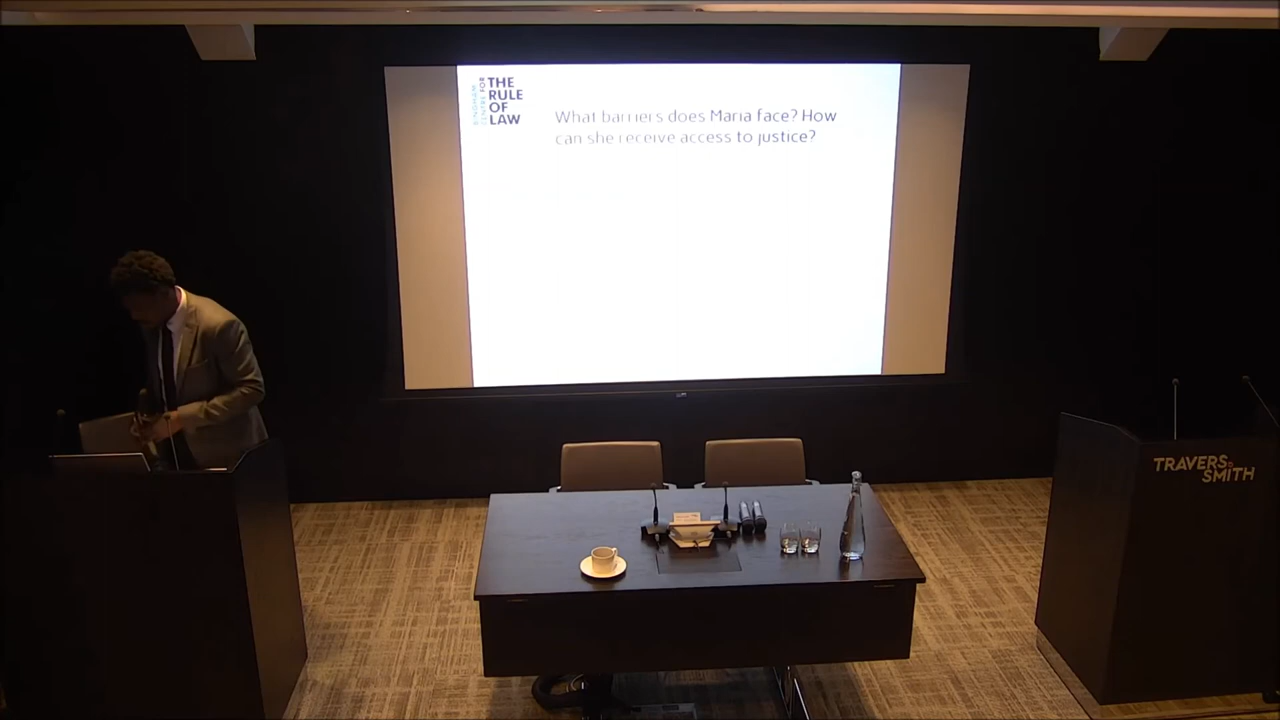 BINGHAM
CENTRE FOR
THE
RULE
OF
LAW
What barriers does Maria face? How
can she receive access to justice?
TRAVERS
SMITH